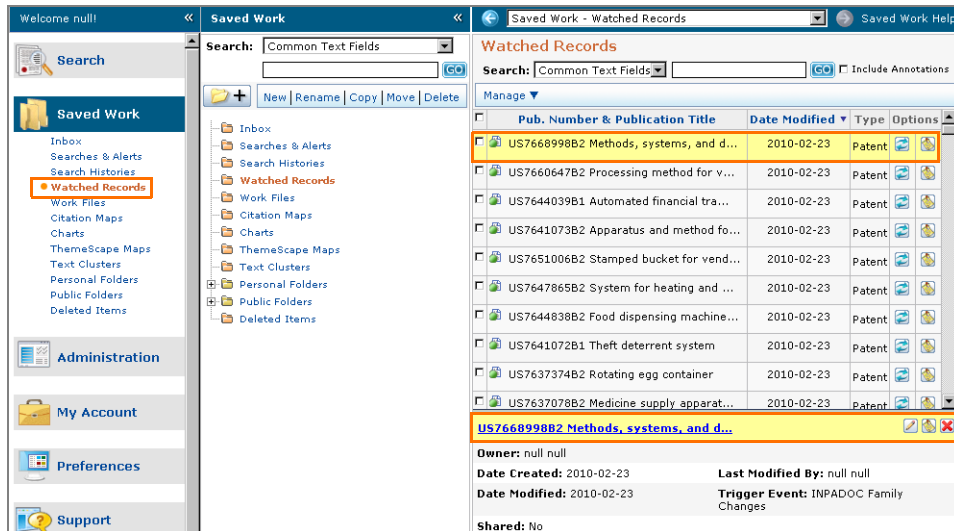 Welcome null! «
Search
Saved Work
Inbox
Searches & Alerts
Search Histories
Watched Records
Work Files
Citation Maps
Charts
ThemeScape Maps
Text Clusters
Personal Folders
Public Folders
Deleted Items
Administration
My Account
Preferences
Support
Saved Work «
Search: Common Text Fields
GO
New | Rename | Copy | Move | Delete
Inbox
Searches & Alerts
Search Histories
Watched Records
Work Files
Citation Maps
Charts
ThemeScape Maps
Text Clusters
Personal Folders
Public Folders
Deleted Items
Saved Work - Watched Records Saved Work Help
Watched Records
Search: Common Text Fields GO Include Annotations
Manage ▼
Pub. Number & Publication Title Date Modified ▼ Type Options
US7668998B2 Methods, systems, and d... 2010-02-23 Patent
US7660647B2 Processing method for v... 2010-02-23 Patent
US7644039B1 Automated financial tra... 2010-02-23 Patent
US7641073B2 Apparatus and method fo... 2010-02-23 Patent
US7651006B2 Stamped bucket for vend... 2010-02-23 Patent
US7647865B2 System for heating and ... 2010-02-23 Patent
US7644838B2 Food dispensing machine... 2010-02-23 Patent
US7641072B1 Theft deterrent system 2010-02-23 Patent
US7637374B2 Rotating egg container 2010-02-23 Patent
US7637078B2 Medicine supply apparat... 2010-02-23 Patent
US7668998B2 Methods, systems, and d...
Owner: null null
Date Created: 2010-02-23 Last Modified By: null null
Date Modified: 2010-02-23 Trigger Event: INPADOC Family
Changes
Shared: No